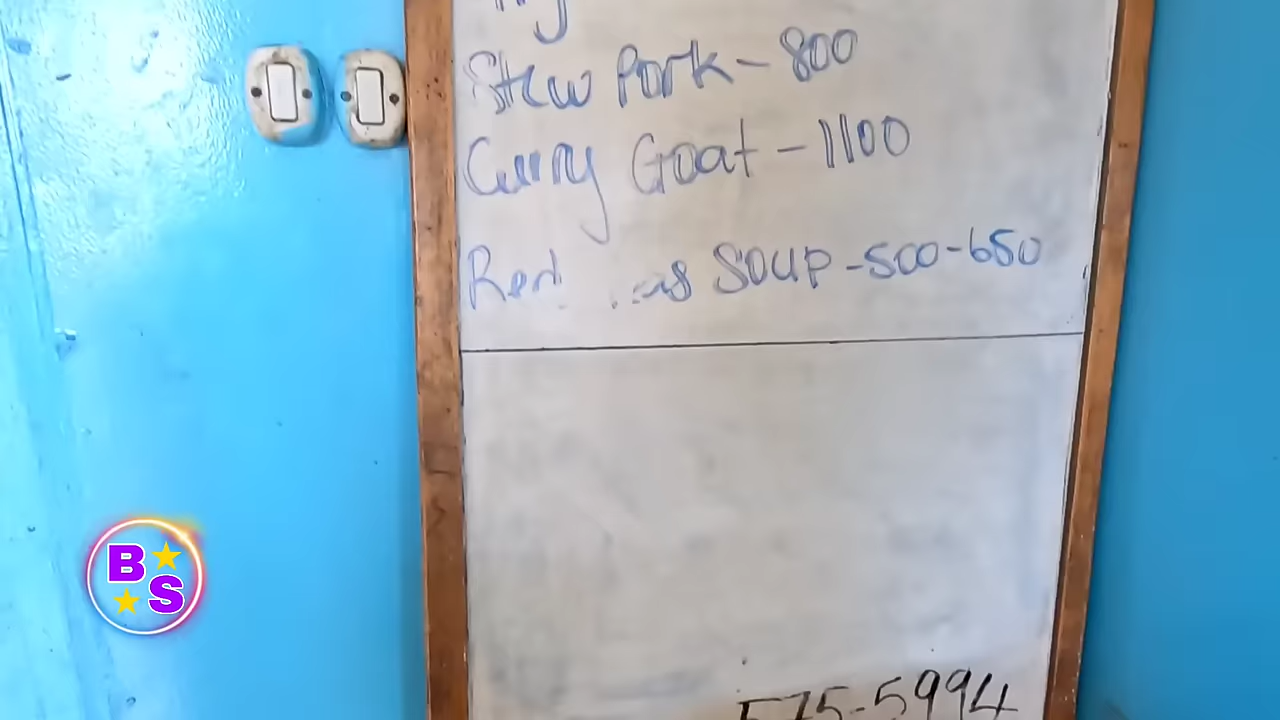 Stew Pork - 800
Curry Goat - 1100
Red SOUP - 500-650
575-5994
B
S